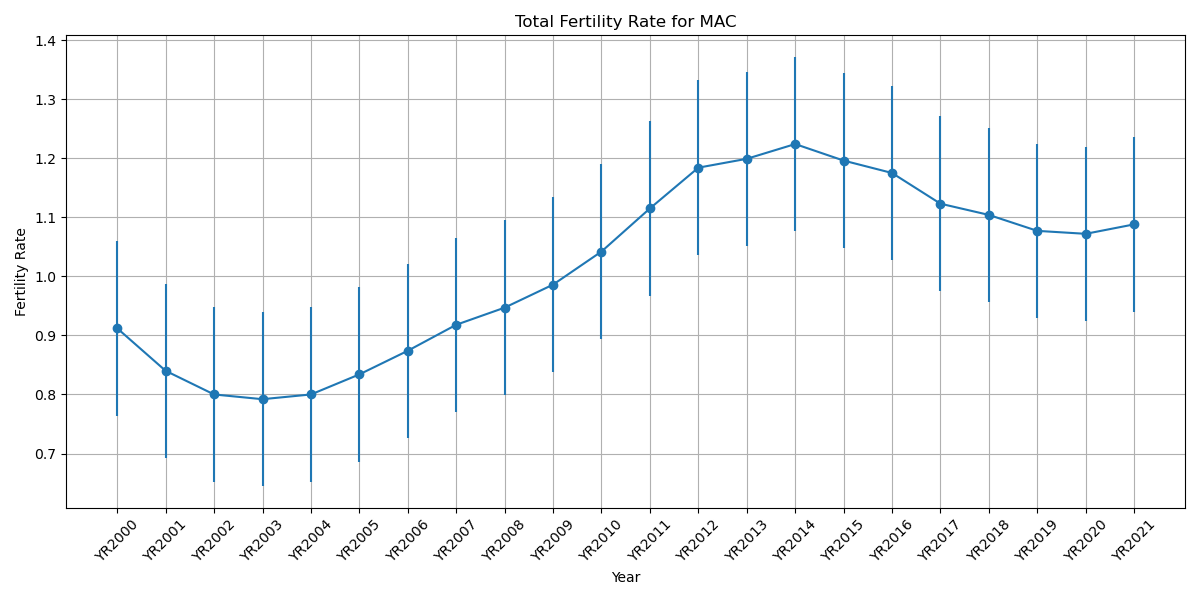 Total Fertility Rate for MAC
Fertility Rate
1.4
1.3
1.2
1.1
1.0
0.9
0.8
0.7
YR2000
YR2001
YR2002
YR2003
YR2004
YR2005
YR2006
YR2007
YR2008
YR2009
YR2010
YR2011
YR2012
YR2013
YR2014
YR2015
YR2016
YR2017
YR2018
YR2019
YR2020
YR2021
Year